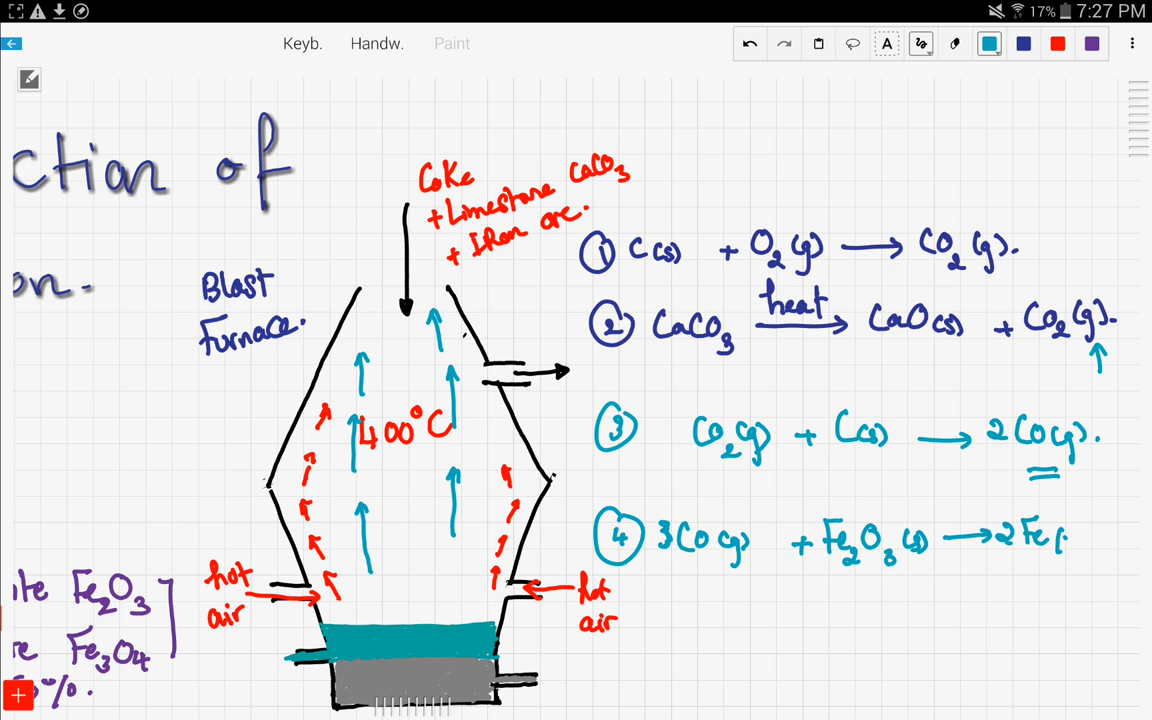 17% 7:27 PM
Keyb. Handw. Paint
A
ction of
on.
Coke
+ Limestone CaCO3
+ Iron ore.
Blast
Furnace.
① C(s) + O2(g) → CO2(g).
② CaCO3 heat → CaO(s) + CO2(g). ↑
③ CO2(g) + C(s) → 2CO(g).
④ 3CO(g) + Fe2O3(s) → 2Fe(
400°C
hot
air
hot
air
ite Fe2O3
re Fe3O4
%.